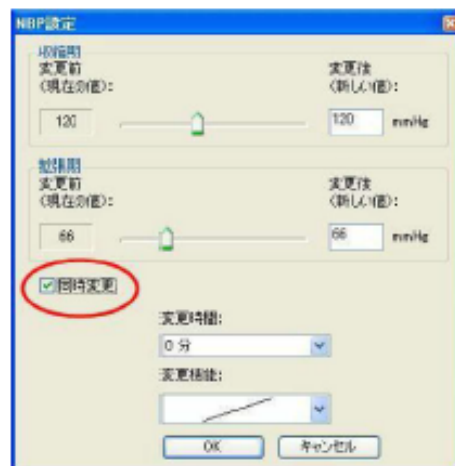 NBP設定
収縮期
変更前 変更後
(現在の値): (新しい値):
120 120 mmHg
拡張期
変更前 変更後
(現在の値): (新しい値):
66 66 mmHg
同時変更
変更時間:
0 分
変更機能:
OK キャンセル